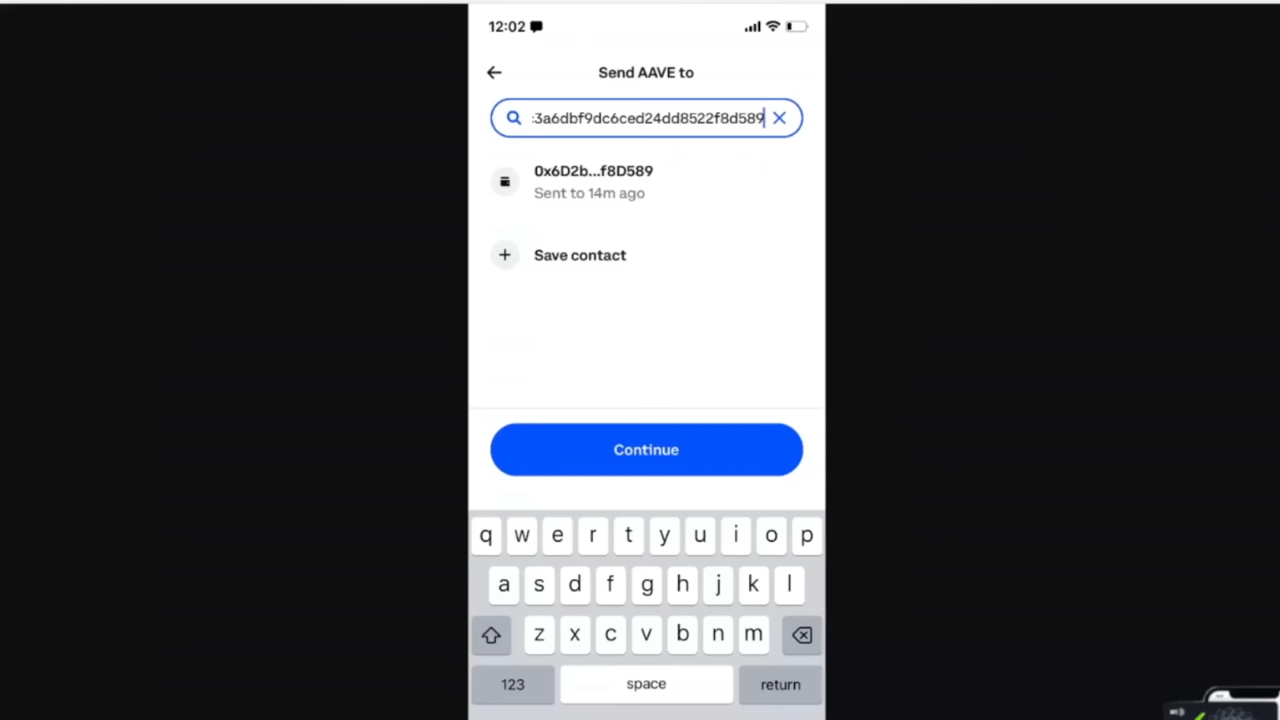 12:02
Send AAVE to
:3a6dbf9dc6ced24dd8522f8d589
0x6D2b...f8D589
Sent to 14m ago
Save contact
Continue
q w e r t y u i o p
a s d f g h j k l
z x c v b n m
123 space return